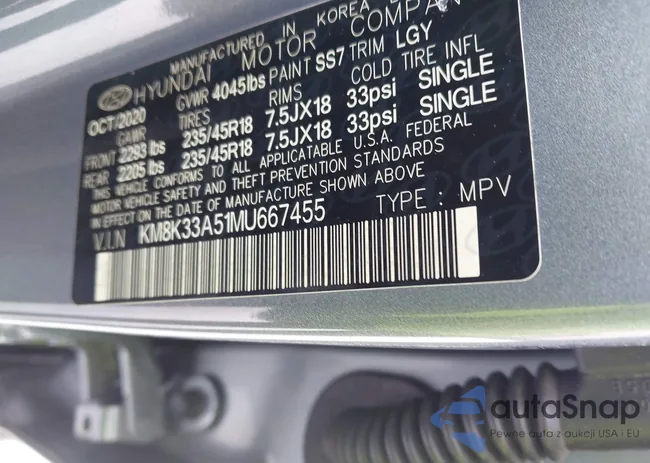 MANUFACTURED IN KOREA
HYUNDAI MOTOR COMPAN
OCT/2020 GVWR 4045lbs PAINT SS7 TRIM LGY
GAWR TIRES RIMS COLD TIRE INFL
FRONT 2293 lbs 235/45R18 7.5JX18 33psi SINGLE
REAR 2205 lbs 235/45R18 7.5JX18 33psi SINGLE
THIS VEHICLE CONFORMS TO ALL APPLICATABLE U.S.A. FEDERAL
MOTOR VEHICLE SAFETY AND THEFT PREVENTION STANDARDS
IN EFFECT ON THE DATE OF MANUFACTURE SHOWN ABOVE
V.I.N KM8K33A51MU667455 TYPE : MPV
autaSnap
Pewne auta z aukcji USA i EU